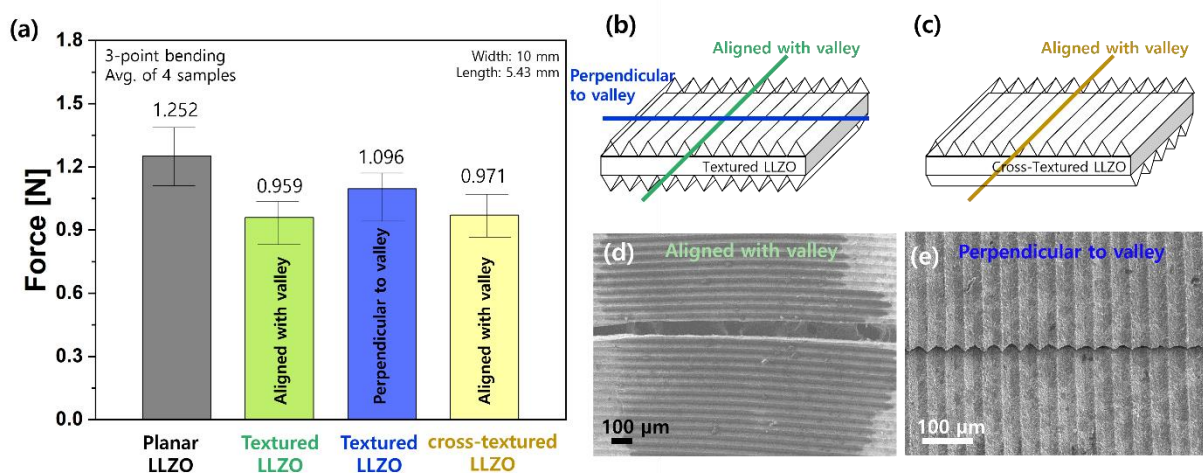 (a)
1.8
1.5
1.2
0.9
0.6
0.3
0.0
Force [N]
3-point bending
Avg. of 4 samples
Width: 10 mm
Length: 5.43 mm
1.252
0.959
1.096
0.971
Aligned with valley
Perpendicular to valley
Aligned with valley
Planar
LLZO
Textured
LLZO
Textured
LLZO
cross-textured
LLZO
(b)
Aligned with valley
Perpendicular
to valley
Textured LLZO
(c)
Aligned with valley
Cross-Textured LLZO
(d)
Aligned with valley
100 μm
(e)
Perpendicular to valley
100 μm